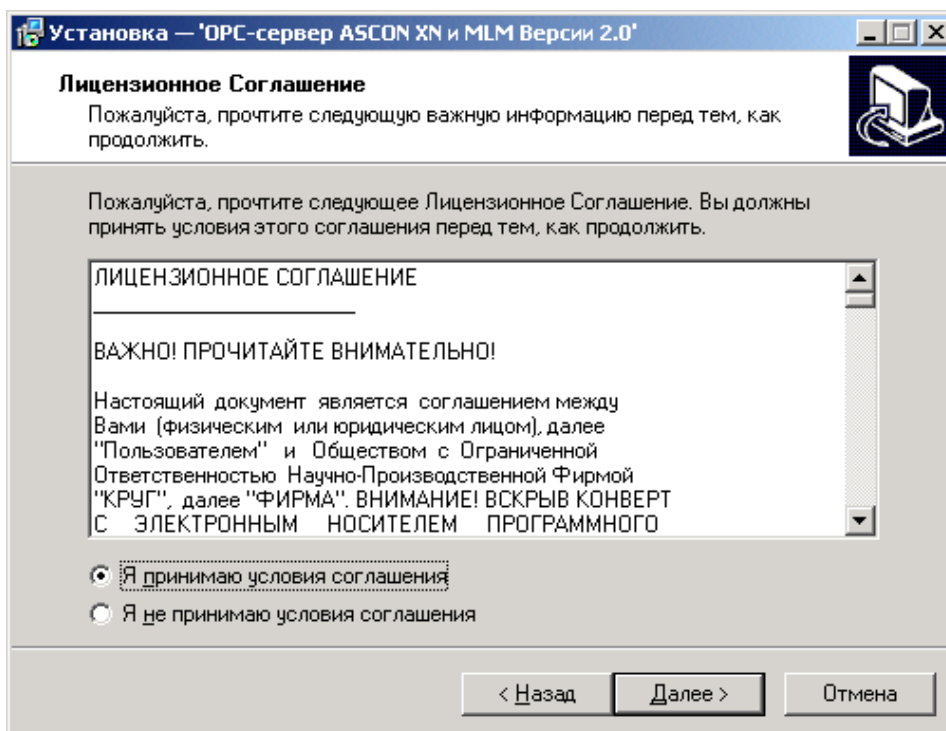 Установка — 'OPC-сервер ASCON XN и MLM Версии 2.0'
Лицензионное Соглашение
Пожалуйста, прочтите следующую важную информацию перед тем, как
продолжить.
Пожалуйста, прочтите следующее Лицензионное Соглашение. Вы должны
принять условия этого соглашения перед тем, как продолжить.
ЛИЦЕНЗИОННОЕ СОГЛАШЕНИЕ
ВАЖНО! ПРОЧИТАЙТЕ ВНИМАТЕЛЬНО!
Настоящий документ является соглашением между
Вами (физическим или юридическим лицом), далее
"Пользователем" и Обществом с Ограниченной
Ответственностью Научно-Производственной Фирмой
"КРУГ", далее "ФИРМА". ВНИМАНИЕ! ВСКРЫВ КОНВЕРТ
С ЭЛЕКТРОННЫМ НОСИТЕЛЕМ ПРОГРАММНОГО
Я принимаю условия соглашения
Я не принимаю условия соглашения
< Назад Далее > Отмена